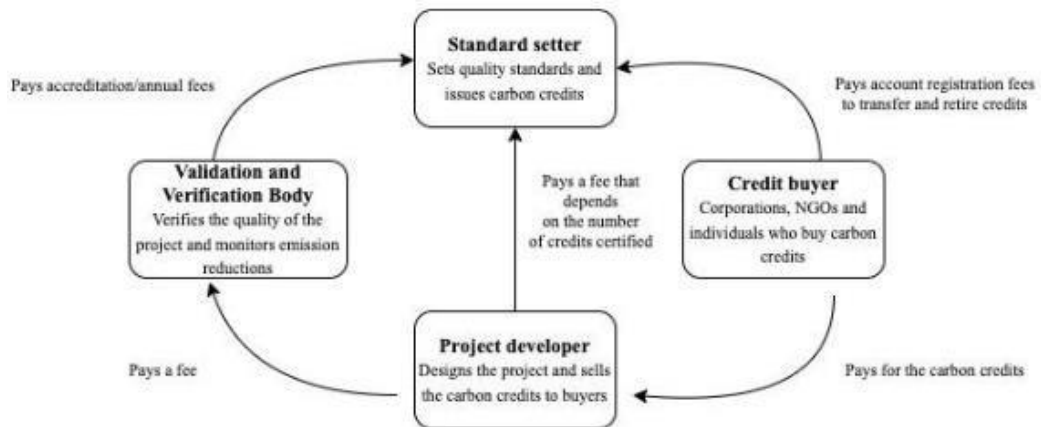 Standard setter
Sets quality standards and
issues carbon credits
Pays accreditation/annual fees
Pays account registration fees
to transfer and retire credits
Validation and
Verification Body
Verifies the quality of the
project and monitors emission
reductions
Pays a fee that
depends
on the number
of credits certified
Credit buyer
Corporations, NGOs and
individuals who buy carbon
credits
Project developer
Designs the project and sells
the carbon credits to buyers
Pays a fee
Pays for the carbon credits